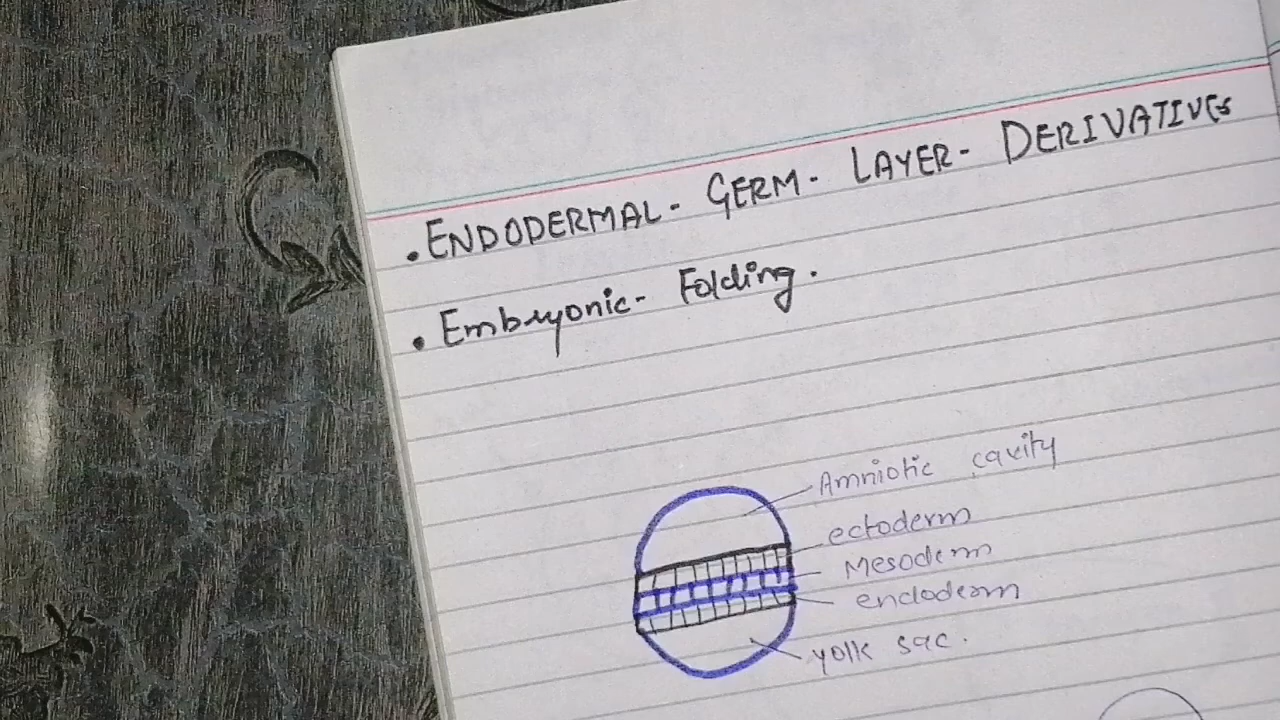 • ENDODERMAL - GERM - LAYER - DERIVATIVES
• Embryonic - Folding.
Amniotic cavity
ectoderm
Mesoderm
endoderm
yolk sac.